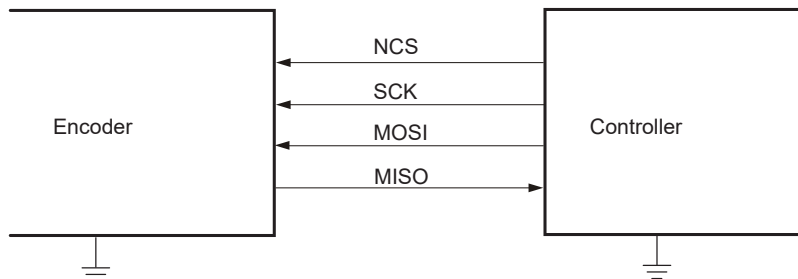 NCS
SCK
Encoder
Controller
MOSI
MISO